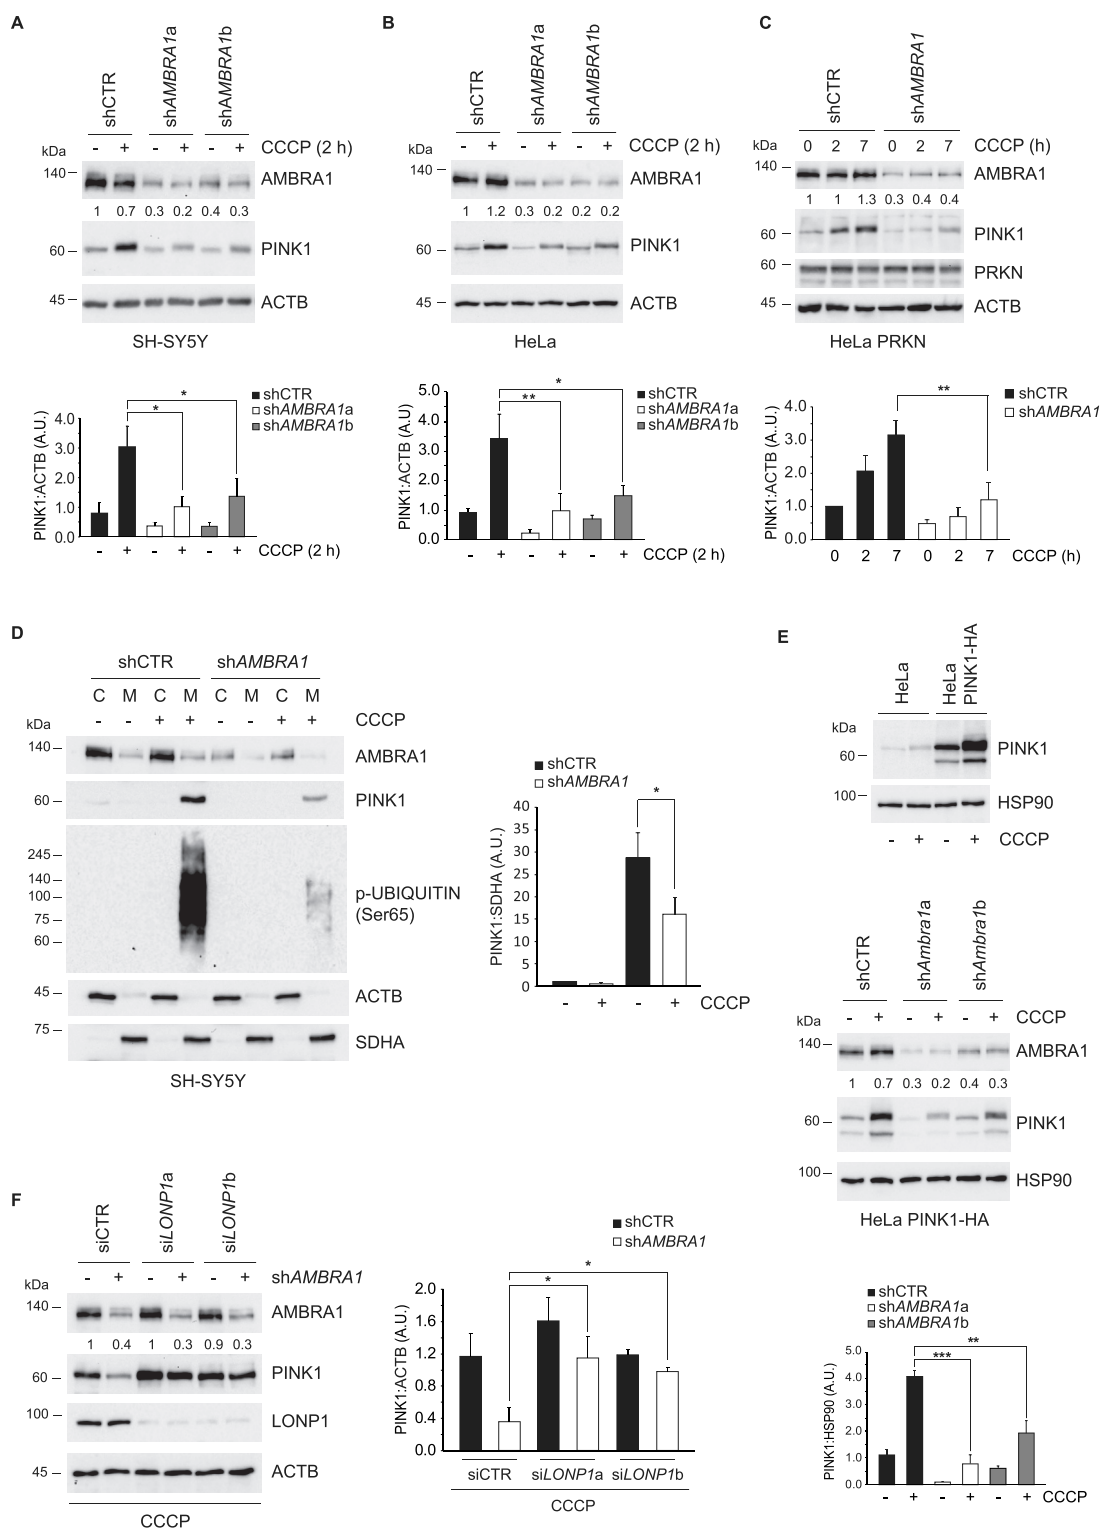 A
shCTR
shAMBRA1a
shAMBRA1b
kDa
- + - + - + CCCP (2 h)
140
AMBRA1
1 0.7 0.3 0.2 0.4 0.3
60
PINK1
45
ACTB
SH-SY5Y
shCTR
shAMBRA1a
shAMBRA1b
* *
PINK1:ACTB (A.U.)
4.0
3.0
2.0
1.0
0.0
- + - + - + CCCP (2 h)
B
shCTR
shAMBRA1a
shAMBRA1b
kDa
- + - + - + CCCP (2 h)
140
AMBRA1
1 1.2 0.3 0.2 0.2 0.2
60
PINK1
45
ACTB
HeLa
shCTR
shAMBRA1a
shAMBRA1b
*
**
PINK1:ACTB (A.U)
5.0
4.0
3.0
2.0
1.0
0.0
- + - + - + CCCP (2 h)
C
shCTR
shAMBRA1
kDa
0 2 7 0 2 7 CCCP (h)
140
AMBRA1
1 1 1.3 0.3 0.4 0.4
60
PINK1
60
PRKN
45
ACTB
HeLa PRKN
shCTR
shAMBRA1
**
PINK1:ACTB (A..U.)
4.0
3.0
2.0
1.0
0.0
0 2 7 0 2 7 CCCP (h)
D
shCTR shAMBRA1
C M C M C M C M
kDa
- - + + - - + + CCCP
140
AMBRA1
60
PINK1
245
140
100
75
60
p-UBIQUITIN
(Ser65)
45
ACTB
75
SDHA
SH-SY5Y
shCTR
shAMBRA1
*
PINK1:SDHA (A.U.)
40
35
30
25
20
15
10
5
0
- + - + CCCP
E
HeLa
HeLa
PINK1-HA
kDa
60
PINK1
100
HSP90
- + - + CCCP
shCTR
shAmbra1a
shAmbra1b
kDa
- + - + - + CCCP
140
AMBRA1
1 0.7 0.3 0.2 0.4 0.3
60
PINK1
100
HSP90
HeLa PINK1-HA
shCTR
shAMBRA1a
shAMBRA1b
**
***
PINK1:HSP90 (A.U.)
5.0
4.0
3.0
2.0
1.0
0.0
- + - + - + CCCP
F
siCTR
siLONP1a
siLONP1b
kDa
- + - + - + shAMBRA1
140
AMBRA1
1 0.4 1 0.3 0.9 0.3
60
PINK1
100
LONP1
45
ACTB
CCCP
shCTR
shAMBRA1
*
*
PINK1:ACTB (A.U.)
2.0
1.6
1.2
0.8
0.4
0.0
siCTR siLONP1a siLONP1b
CCCP